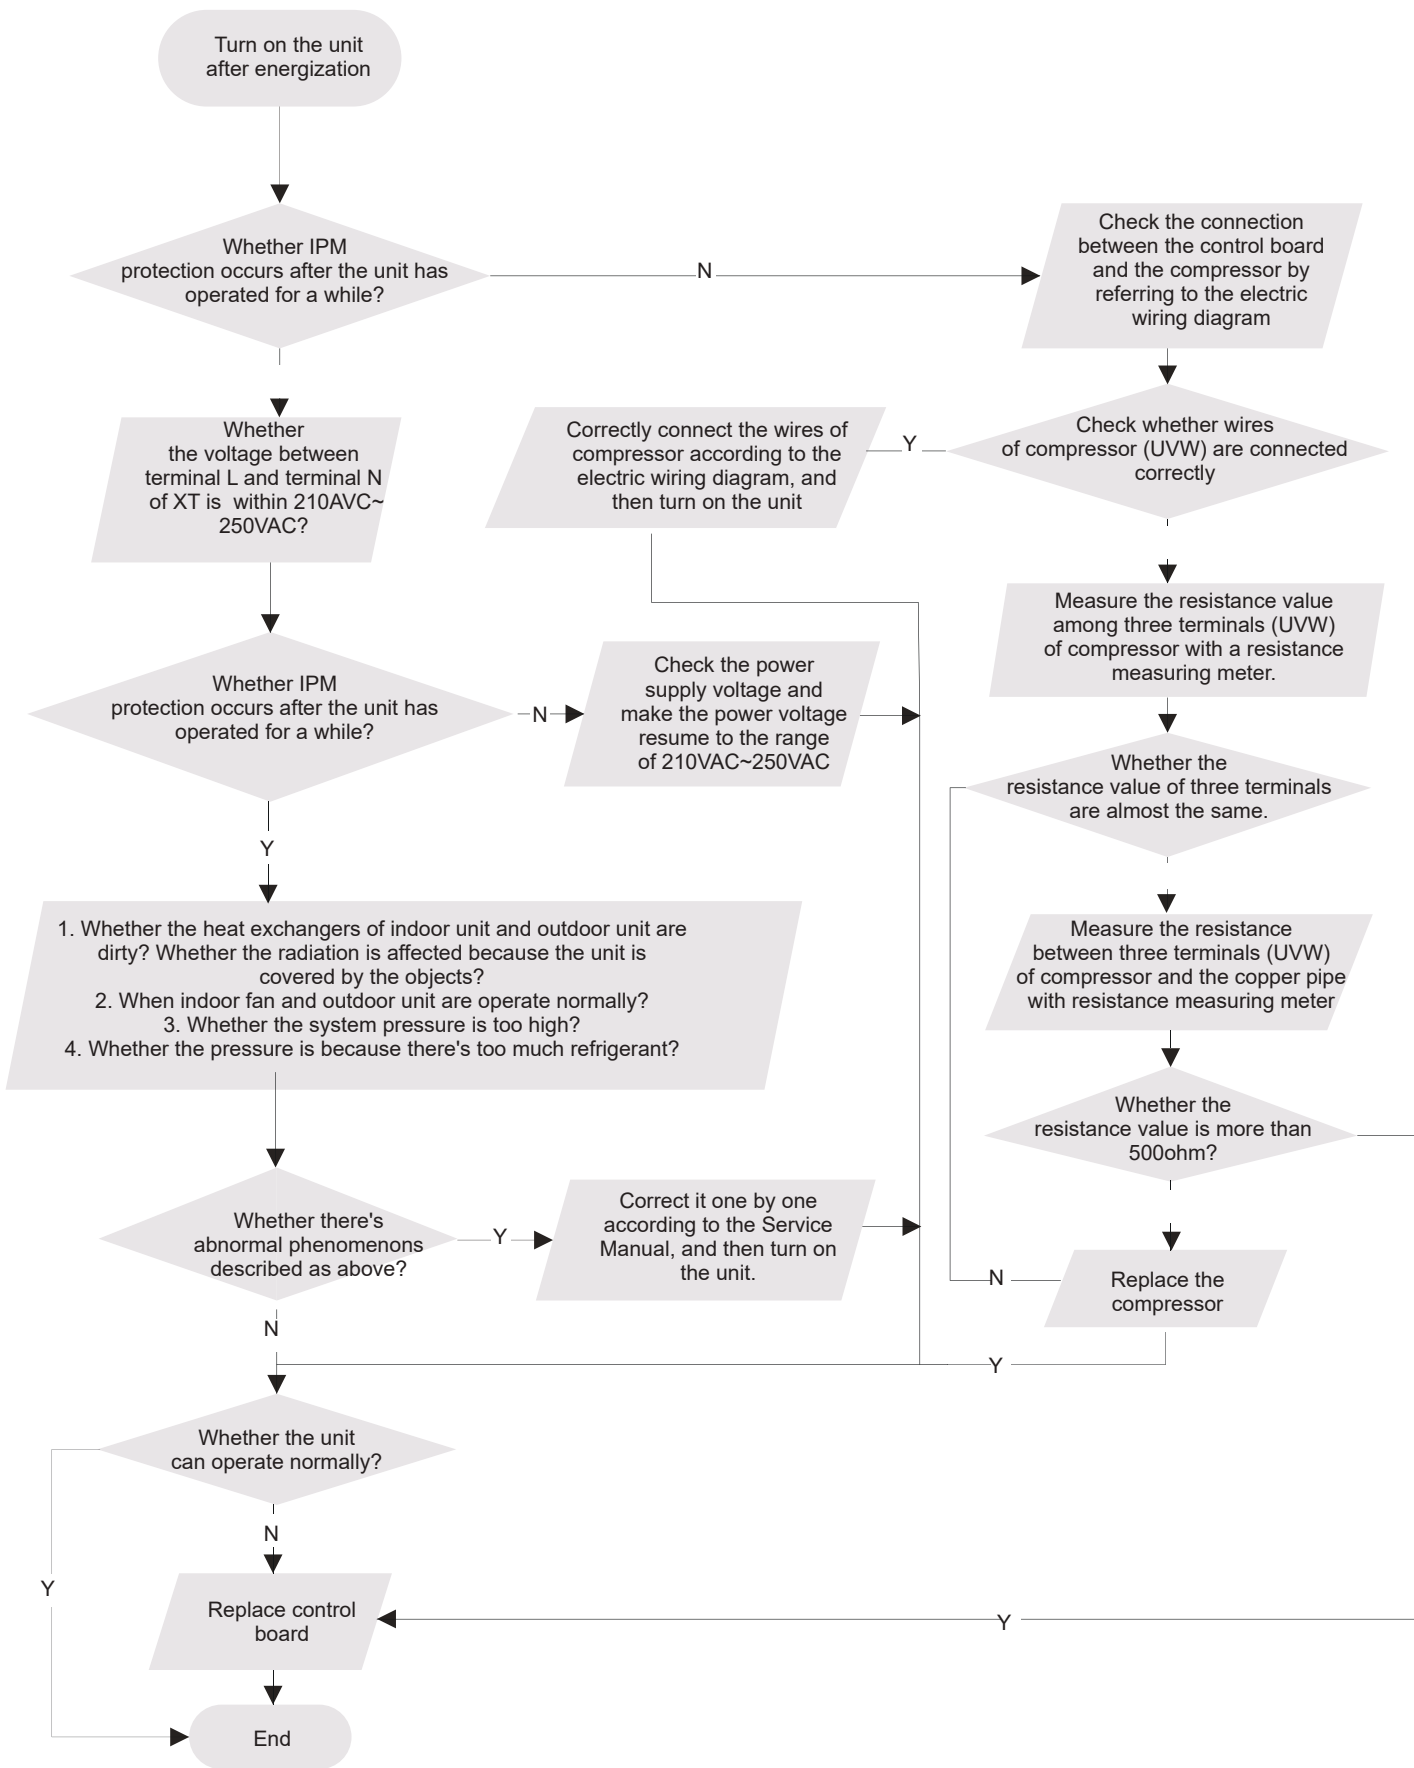 Turn on the unit
after energization
Whether IPM
protection occurs after the unit has
operated for a while?
N
Check the connection
between the control board
and the compressor by
referring to the electric
wiring diagram
Whether
the voltage between
terminal L and terminal N
of XT is within 210AVC~
250VAC?
Correctly connect the wires of
compressor according to the
electric wiring diagram, and
then turn on the unit
Y
Check whether wires
of compressor (UVW) are connected
correctly
Measure the resistance value
among three terminals (UVW)
of compressor with a resistance
measuring meter.
Whether IPM
protection occurs after the unit has
operated for a while?
N
Check the power
supply voltage and
make the power voltage
resume to the range
of 210VAC~250VAC
Whether the
resistance value of three terminals
are almost the same.
Y
1. Whether the heat exchangers of indoor unit and outdoor unit are
dirty? Whether the radiation is affected because the unit is
covered by the objects?
2. When indoor fan and outdoor unit are operate normally?
3. Whether the system pressure is too high?
4. Whether the pressure is because there's too much refrigerant?
Measure the resistance
between three terminals (UVW)
of compressor and the copper pipe
with resistance measuring meter
Whether the
resistance value is more than
500ohm?
Whether there's
abnormal phenomenons
described as above?
Y
Correct it one by one
according to the Service
Manual, and then turn on
the unit.
N
Replace the
compressor
N
Y
Whether the unit
can operate normally?
N
Y
Replace control
board
Y
End